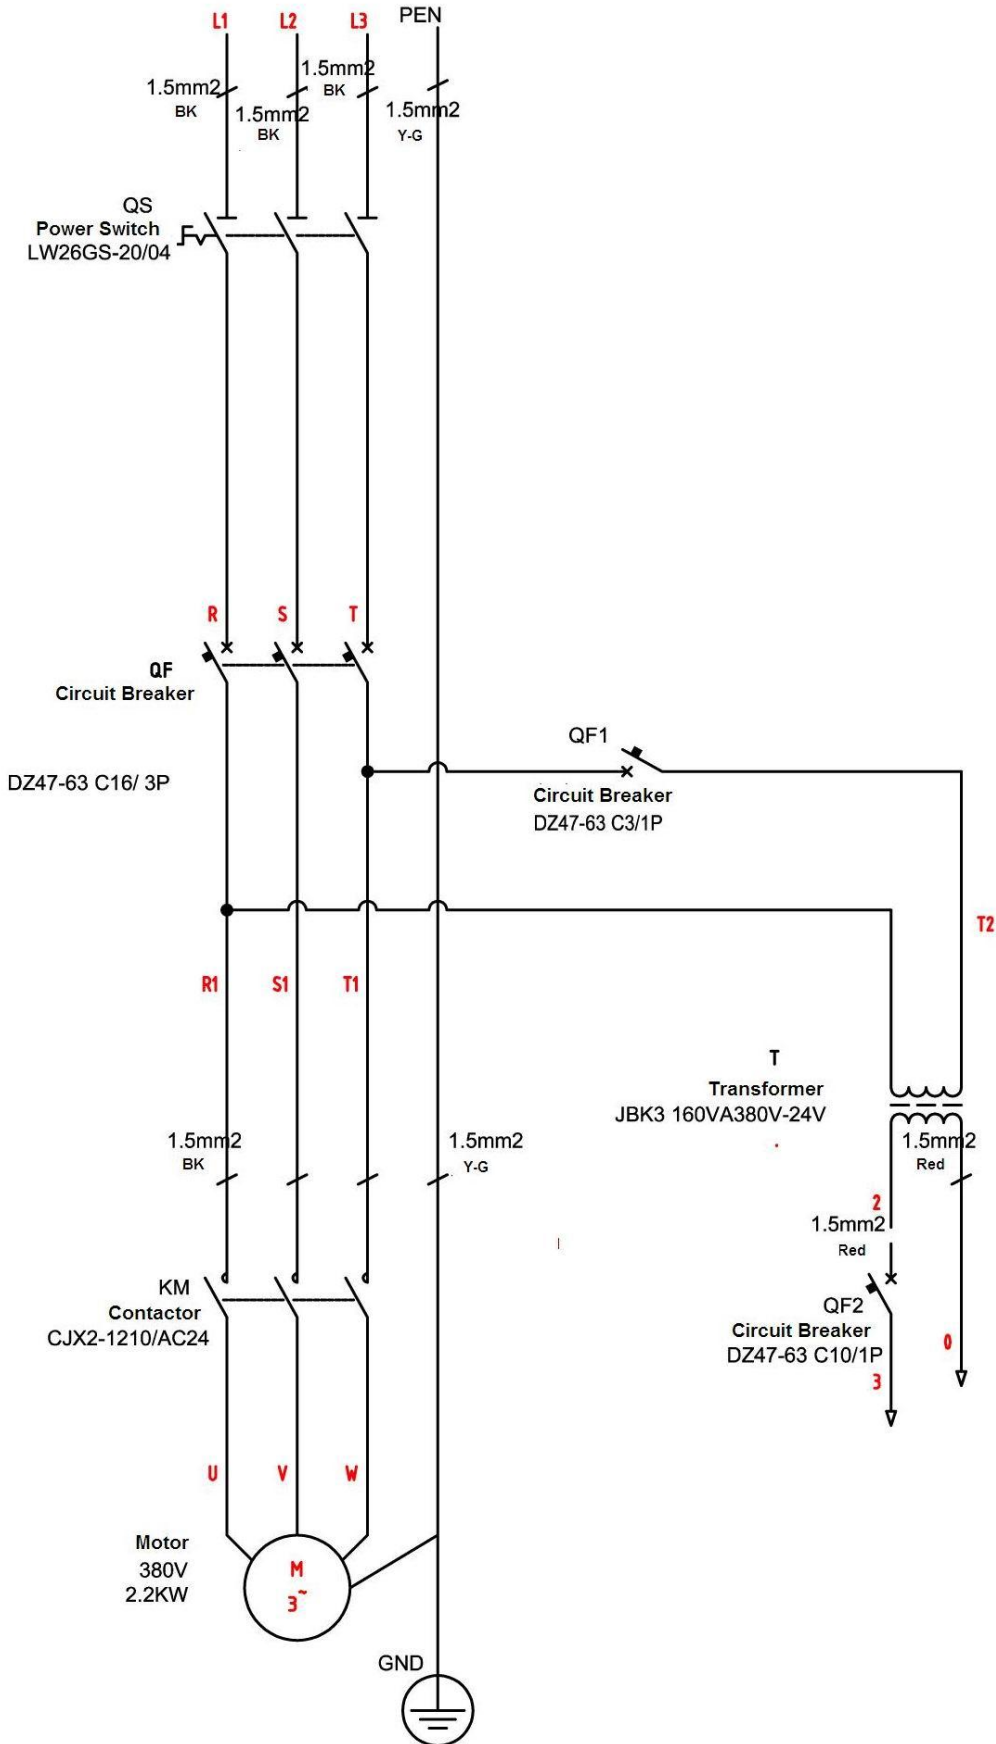 L1
L2
L3
PEN
1.5mm2
BK
1.5mm2
BK
1.5mm2
BK
1.5mm2
Y-G
QS
Power Switch
LW26GS-20/04
R
S
T
QF
Circuit Breaker
DZ47-63 C16/ 3P
QF1
Circuit Breaker
DZ47-63 C3/1P
T2
R1
S1
T1
T
Transformer
JBK3 160VA380V-24V
1.5mm2
BK
1.5mm2
Y-G
1.5mm2
Red
2
1.5mm2
Red
KM
Contactor
CJX2-1210/AC24
QF2
Circuit Breaker
DZ47-63 C10/1P
0
3
U
V
W
Motor
380V
2.2KW
M
3~
GND